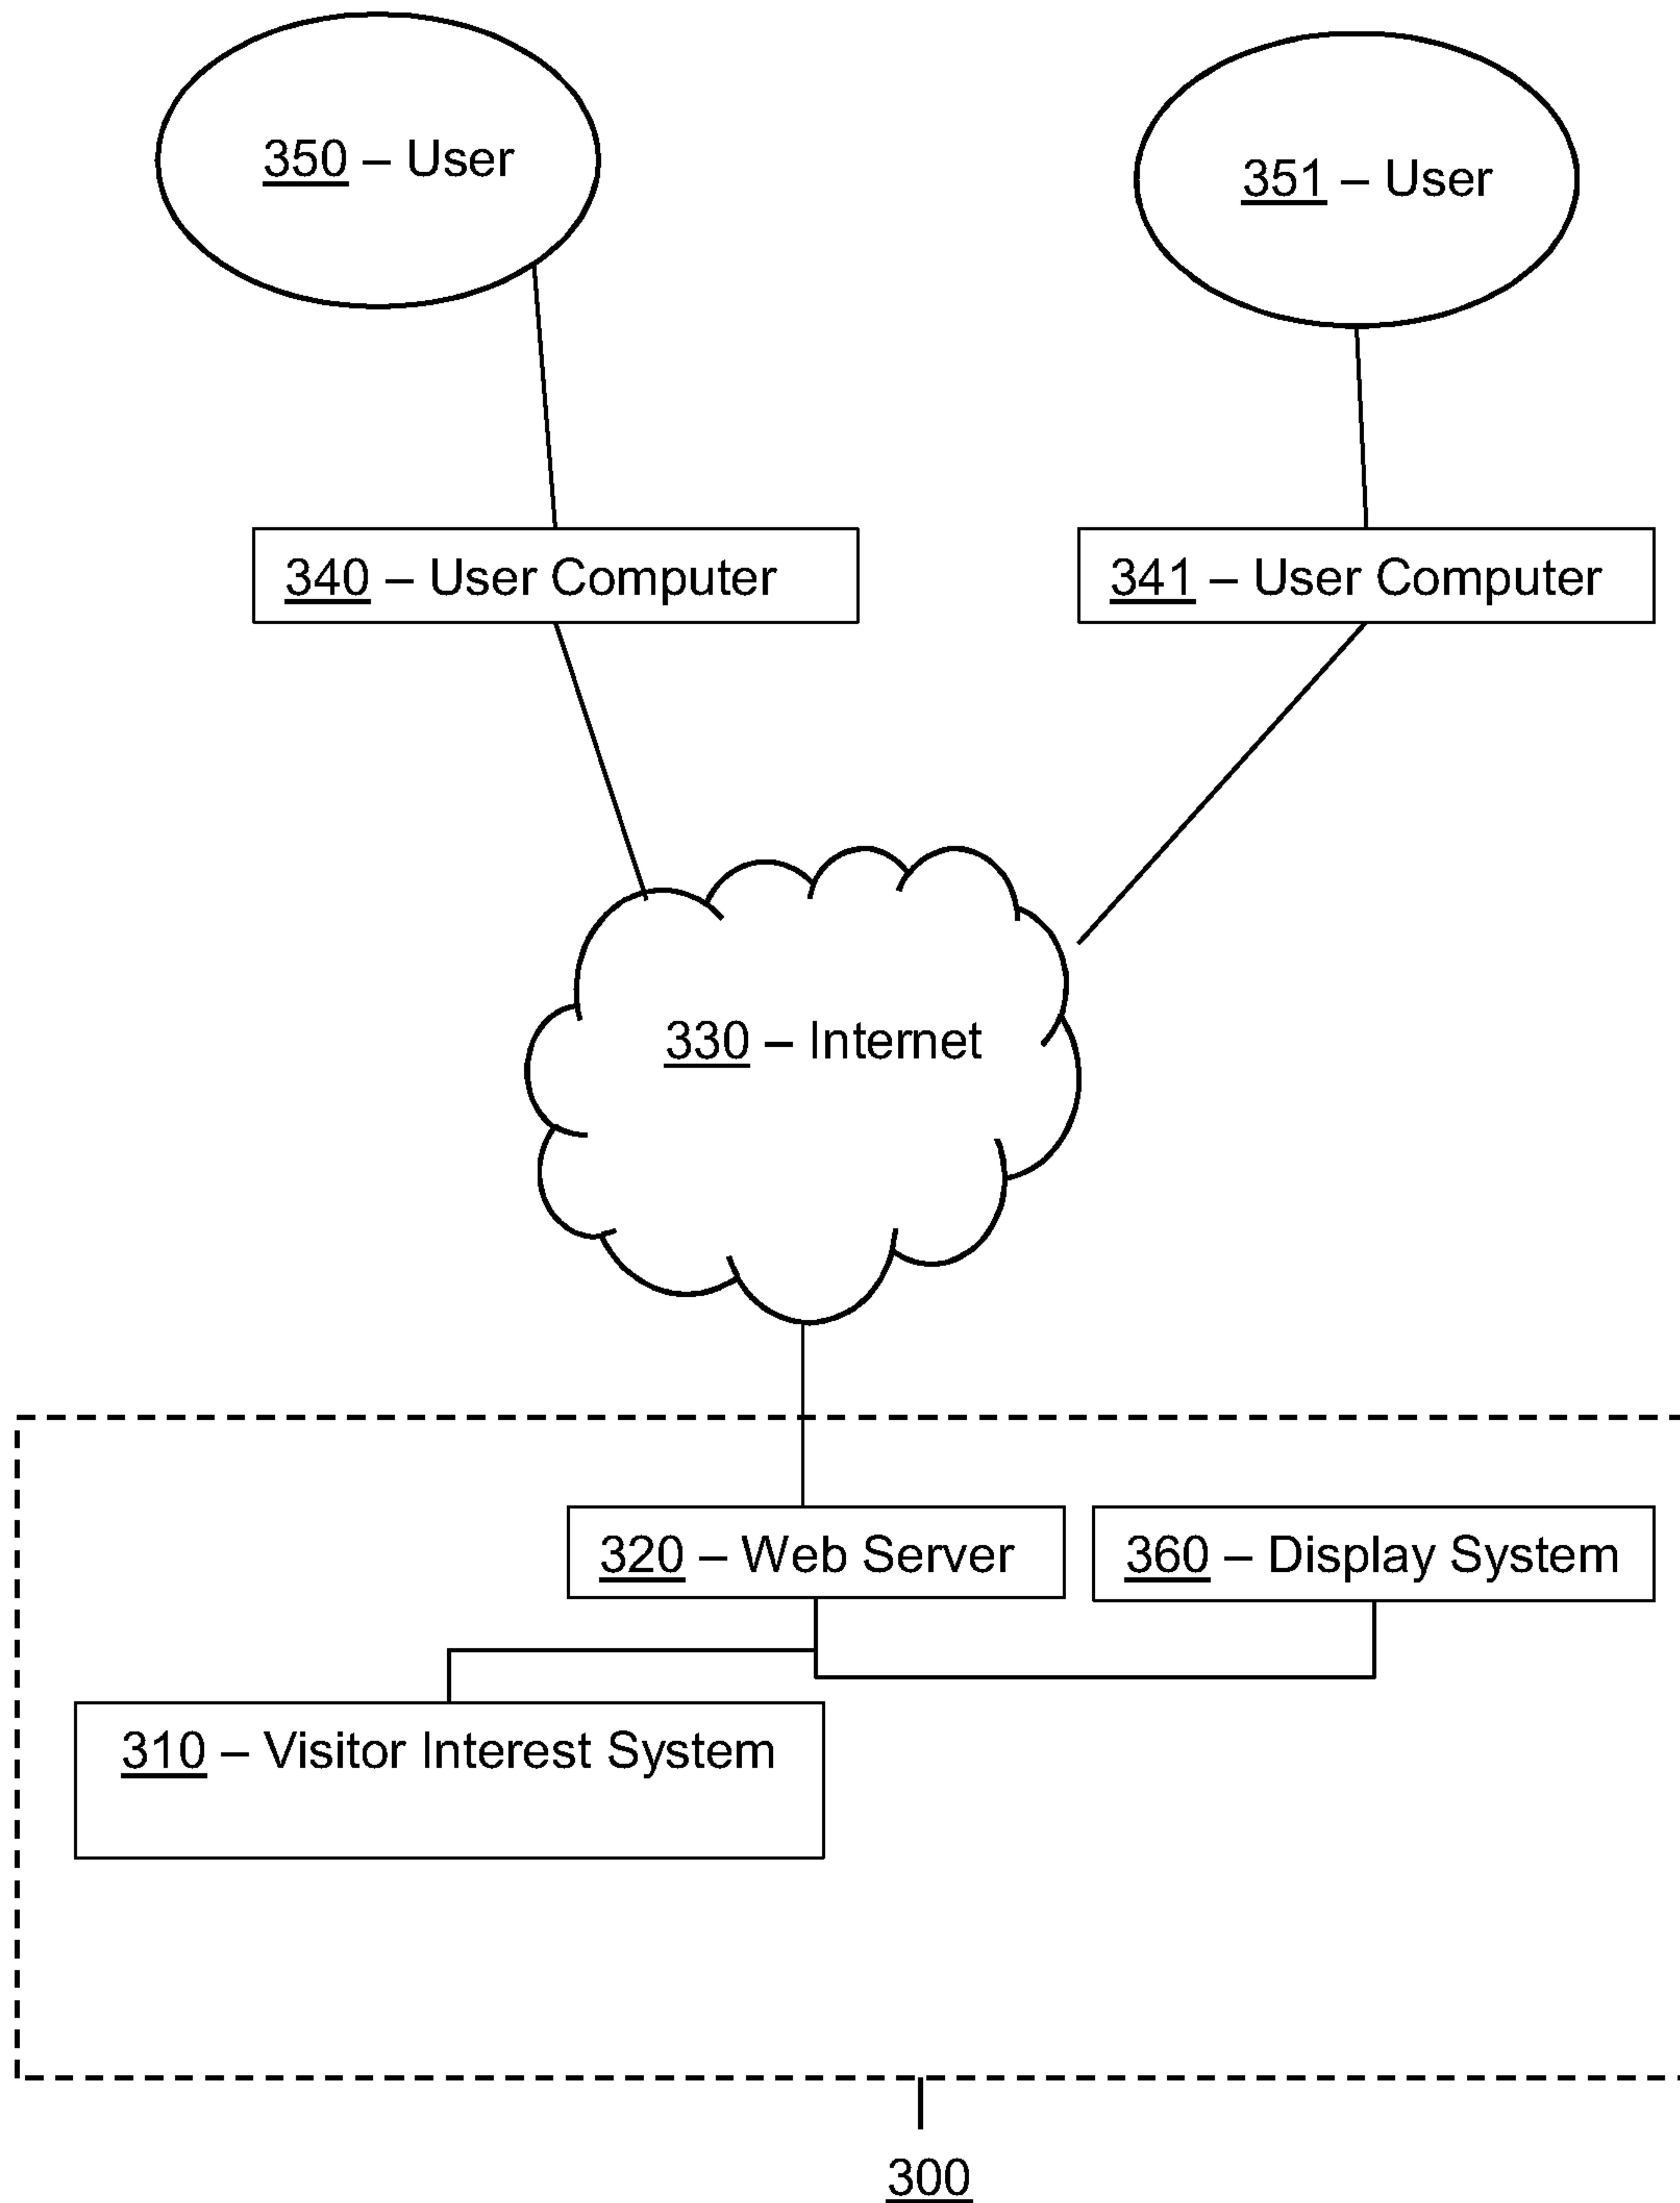 350 – User
351 – User
340 – User Computer
341 – User Computer
330 – Internet
320 – Web Server
360 – Display System
310 – Visitor Interest System
300